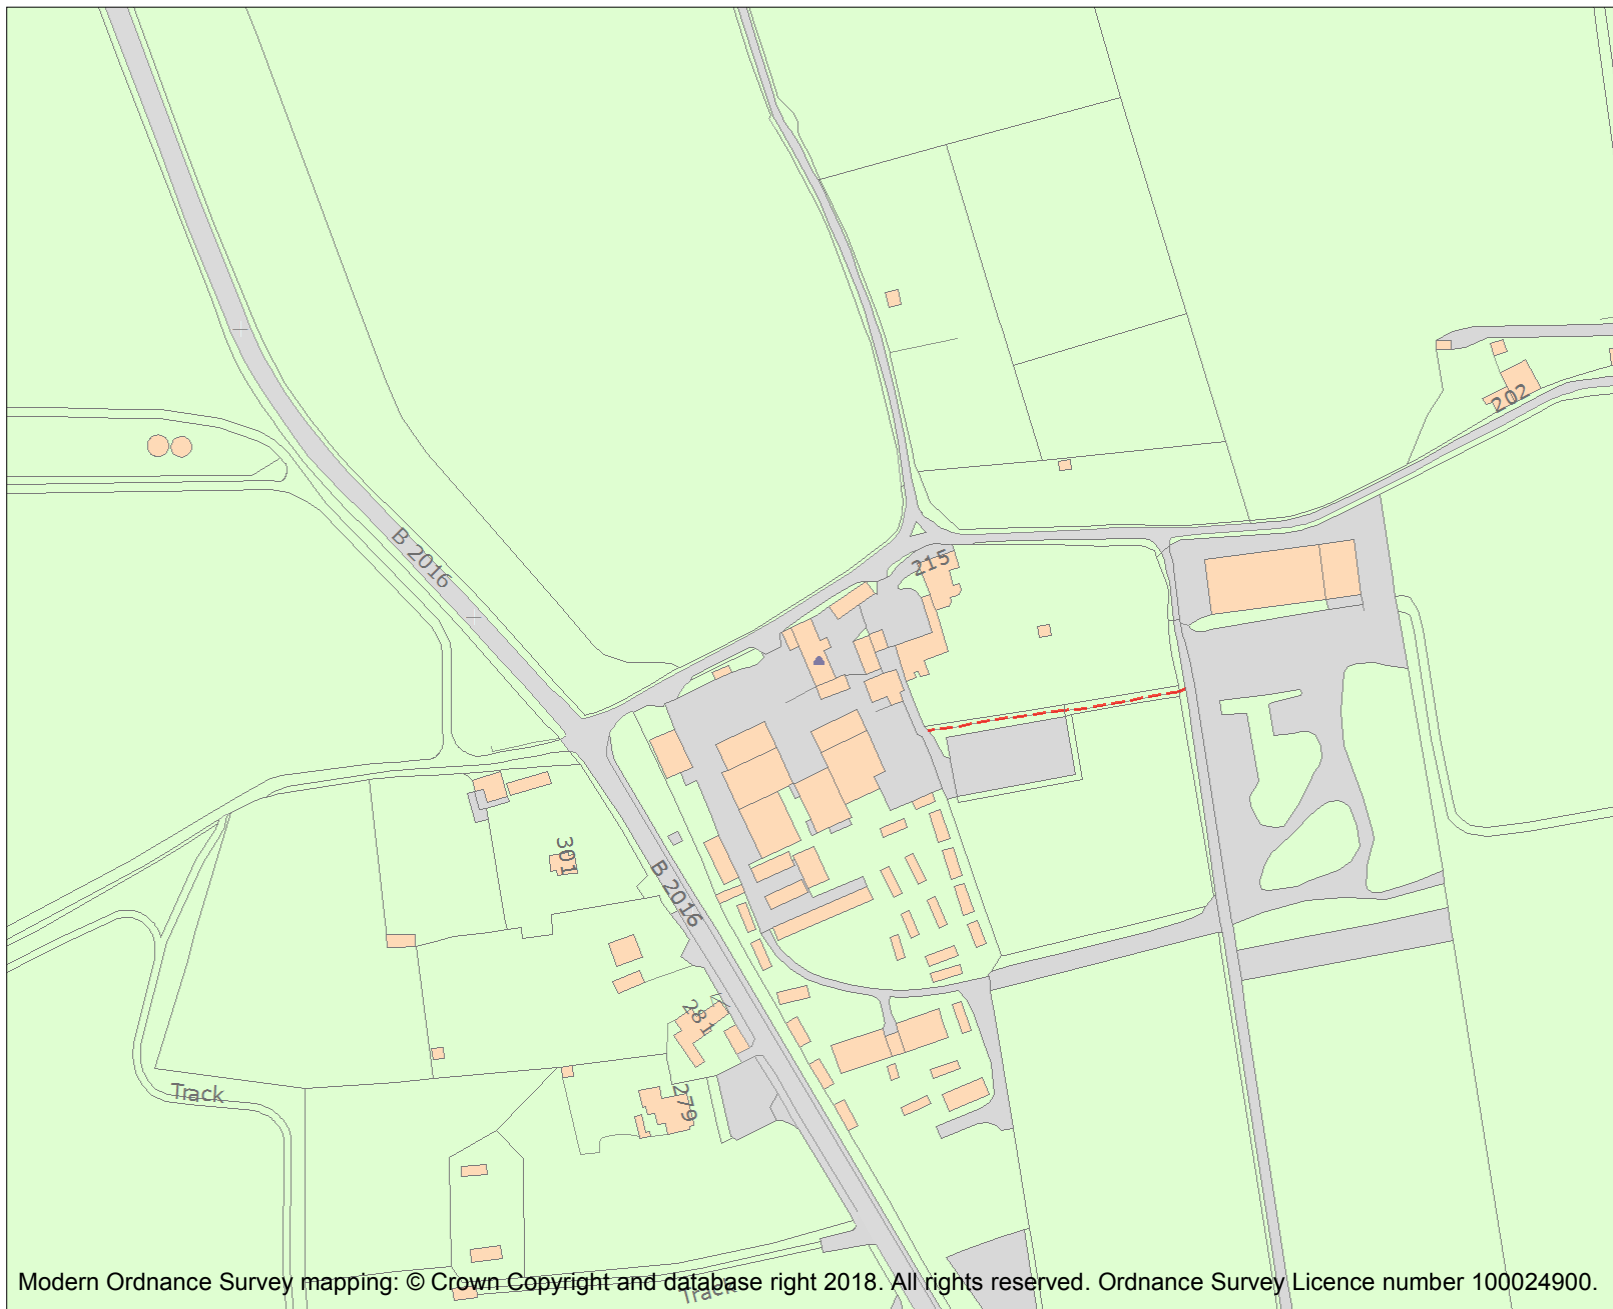 202
B 2016
215
301
B 2016
281
Track
279
Modern Ordnance Survey mapping: © Crown Copyright and database right 2018. All rights reserved. Ordnance Survey Licence number 100024900.
Track